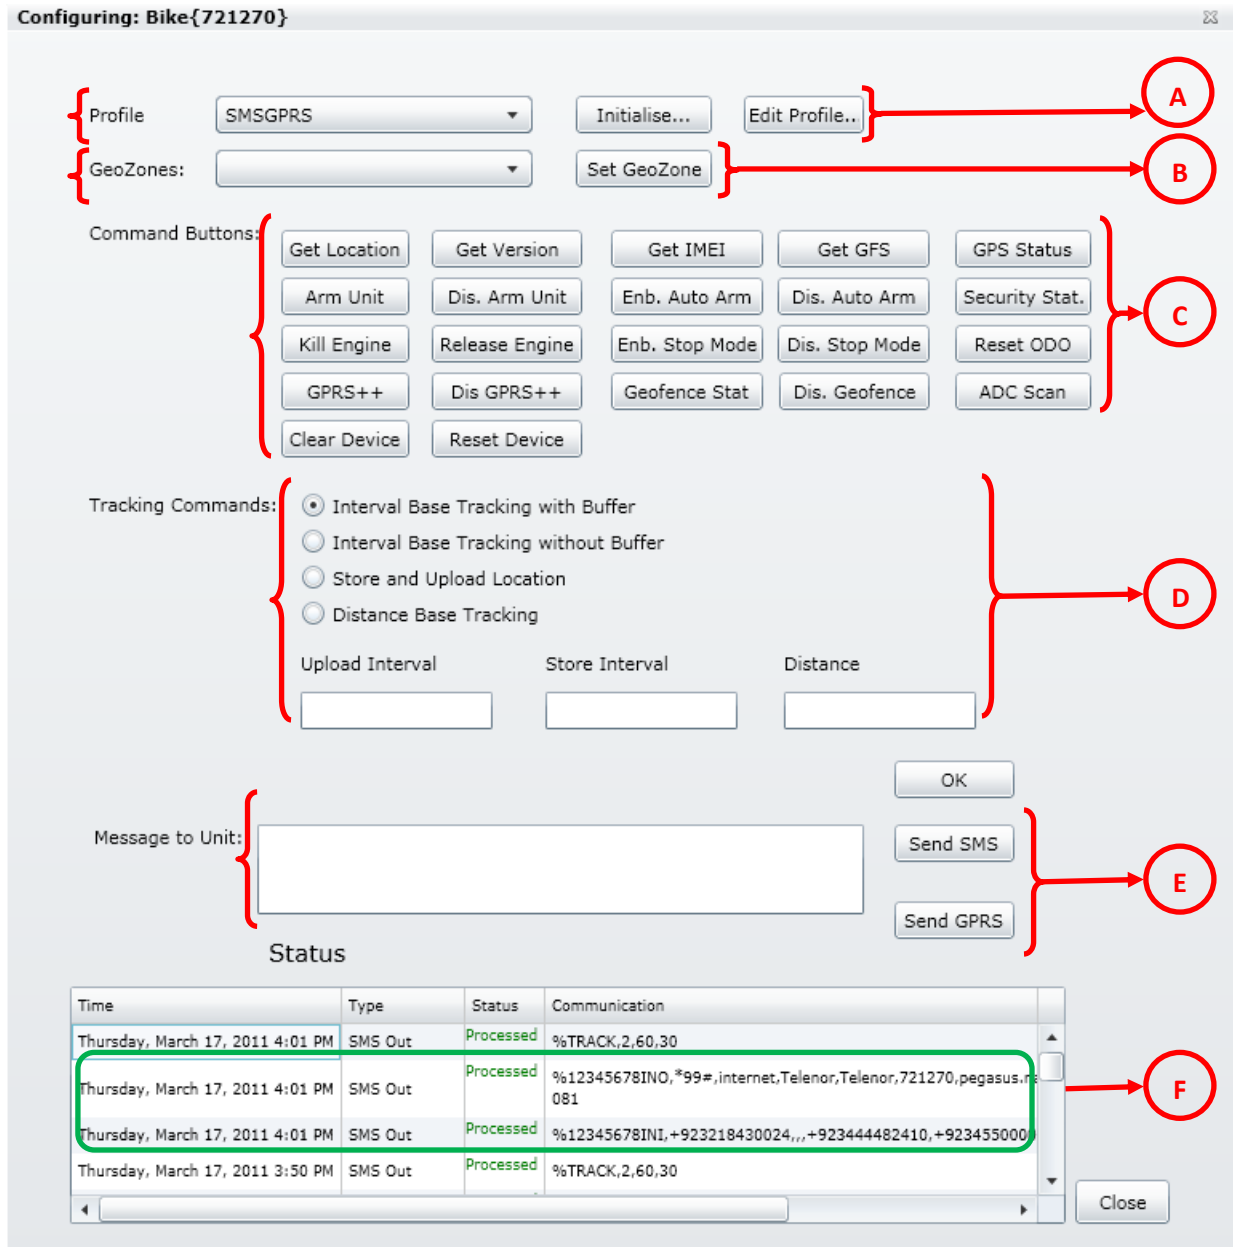 Configuring: Bike{721270}
Profile SMSGPRS Initialise... Edit Profile.. A
GeoZones: Set GeoZone B
Command Buttons:
Get Location Get Version Get IMEI Get GFS GPS Status
Arm Unit Dis. Arm Unit Enb. Auto Arm Dis. Auto Arm Security Stat. C
Kill Engine Release Engine Enb. Stop Mode Dis. Stop Mode Reset ODO
GPRS++ Dis GPRS++ Geofence Stat Dis. Geofence ADC Scan
Clear Device Reset Device
Tracking Commands: Interval Base Tracking with Buffer
Interval Base Tracking without Buffer
Store and Upload Location D
Distance Base Tracking
Upload Interval Store Interval Distance
OK
Message to Unit: Send SMS E
Send GPRS
Status
Time Type Status Communication
Thursday, March 17, 2011 4:01 PM SMS Out Processed %TRACK,2,60,30
Thursday, March 17, 2011 4:01 PM SMS Out Processed %12345678INO,*99#,internet,Telenor,Telenor,721270,pegasus.na
081 F
Thursday, March 17, 2011 4:01 PM SMS Out Processed %12345678INI,+923218430024,,,+923444482410,+9234550000
Thursday, March 17, 2011 3:50 PM SMS Out Processed %TRACK,2,60,30
Close